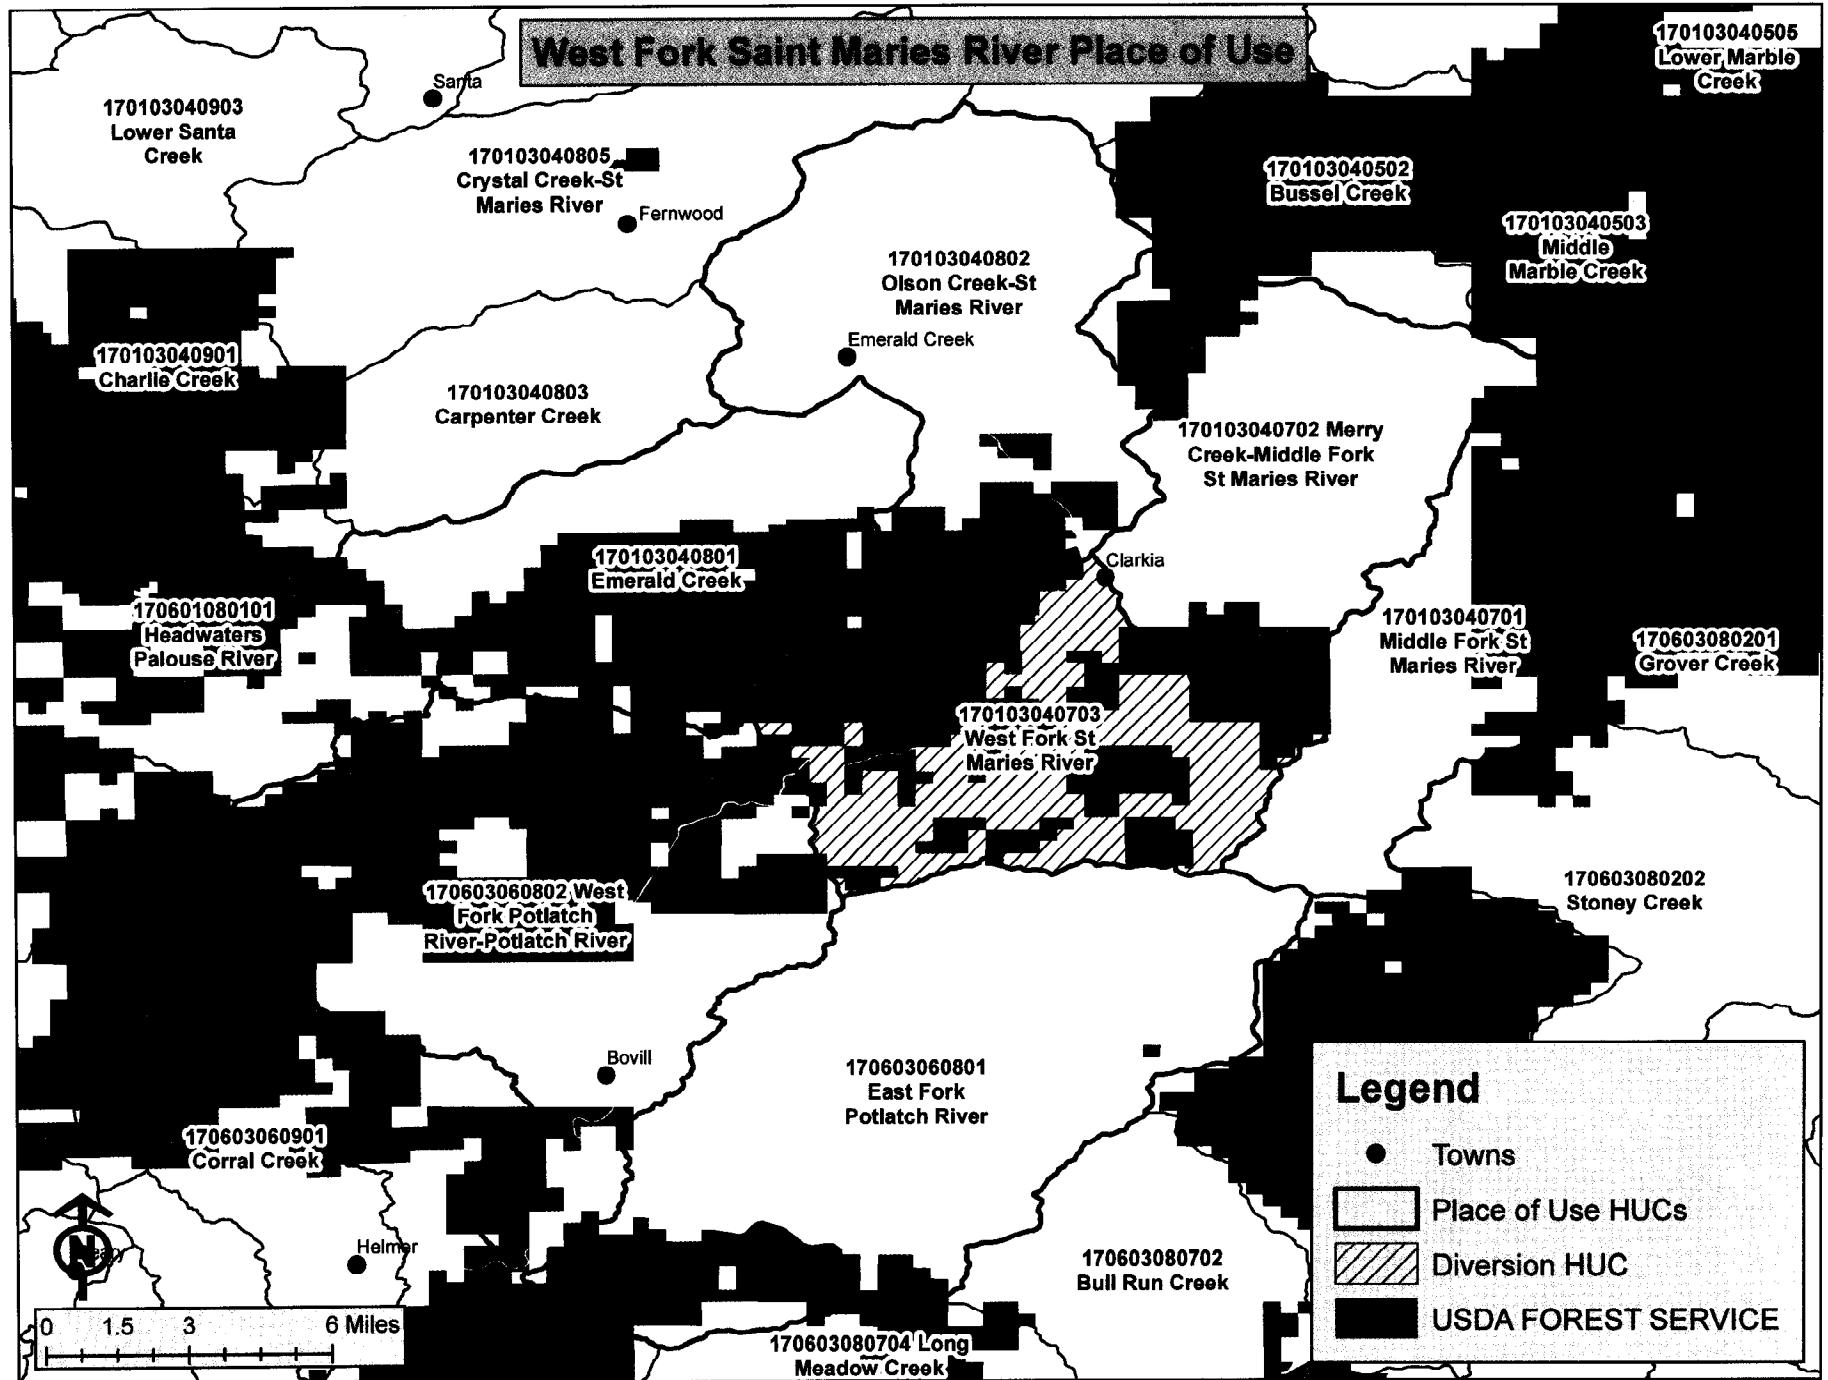 West Fork Saint Maries River Place of Use
170103040505
Lower Marble
Creek
Santa
170103040903
Lower Santa
Creek
170103040805
Crystal Creek-St
Maries River
Fernwood
170103040502
Bussel Creek
170103040503
Middle
Marble Creek
170103040802
Olson Creek-St
Maries River
Emerald Creek
170103040901
Charlie Creek
170103040803
Carpenter Creek
170103040702 Merry
Creek-Middle Fork
St Maries River
170103040801
Emerald Creek
Clarkia
170601080101
Headwaters
Palouse River
170103040701
Middle Fork St
Maries River
170603080201
Grover Creek
170103040703
West Fork St
Maries River
170603060802 West
Fork Potlatch
River-Potlatch River
170603080202
Stoney Creek
Bovill
170603060801
East Fork
Potlatch River
170603060901
Corral Creek
N
Helmer
170603080702
Bull Run Creek
170603080704 Long
Meadow Creek
0 1.5 3 6 Miles
Legend
Towns
Place of Use HUCs
Diversion HUC
USDA FOREST SERVICE